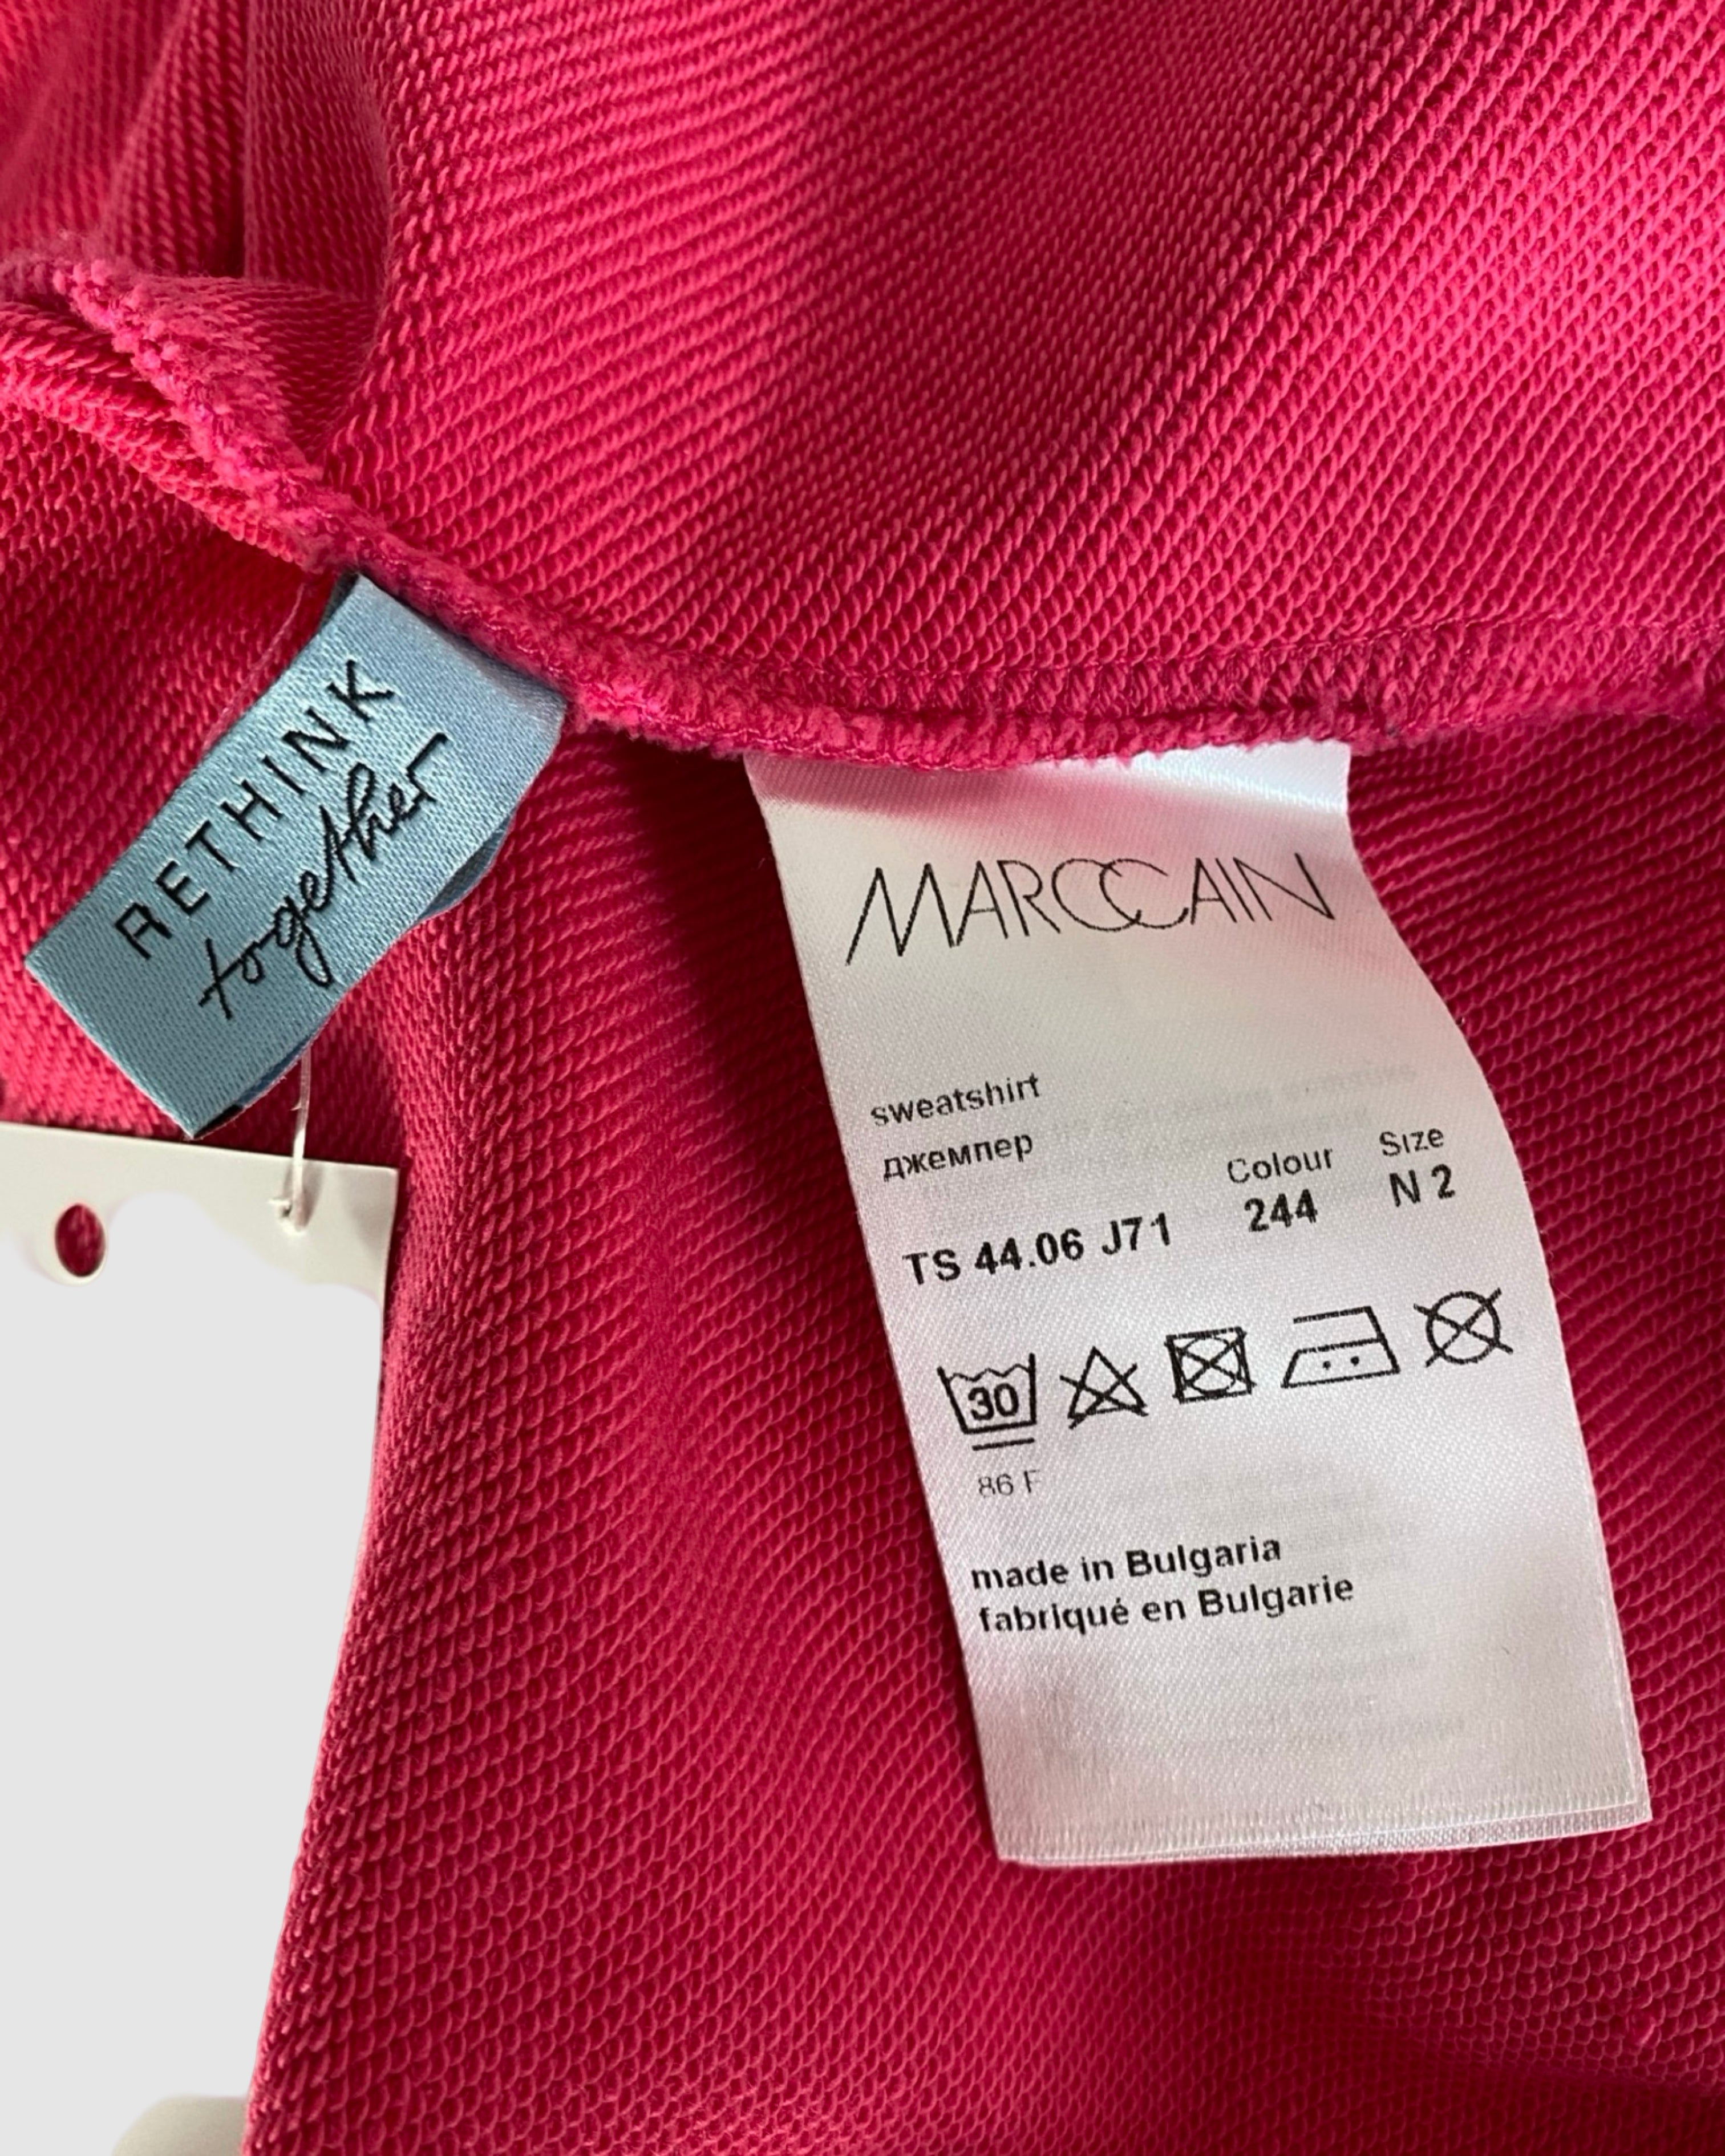 RETHINK
together
MARCCAIN
sweatshirt
джемпер
Colour Size
TS 44.06 J71 244 N 2
30
86 F
made in Bulgaria
fabriqué en Bulgarie